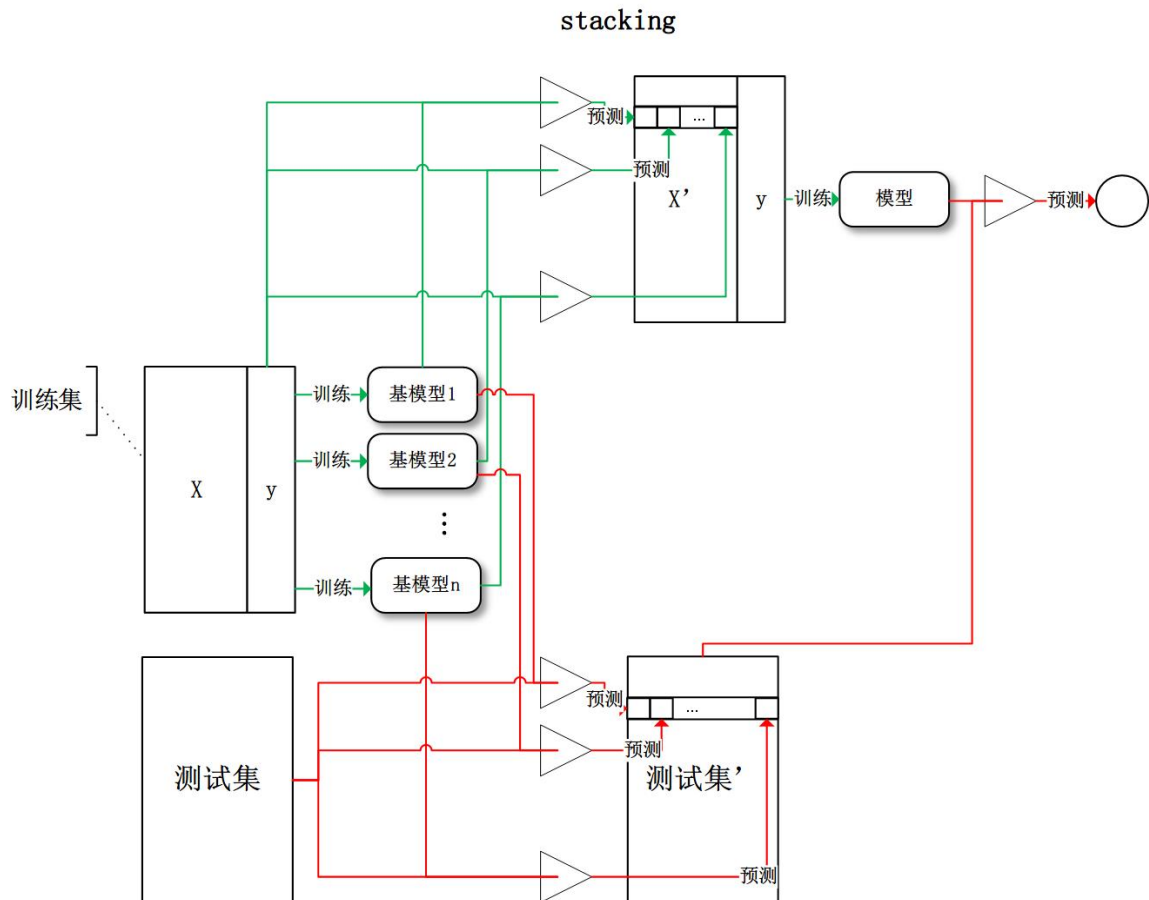 stacking
预测
...
预测
X’
y
训练
模型
预测
训练集
X
y
训练
基模型1
训练
基模型2
⋮
训练
基模型n
测试集
预测
...
预测
测试集’
预测